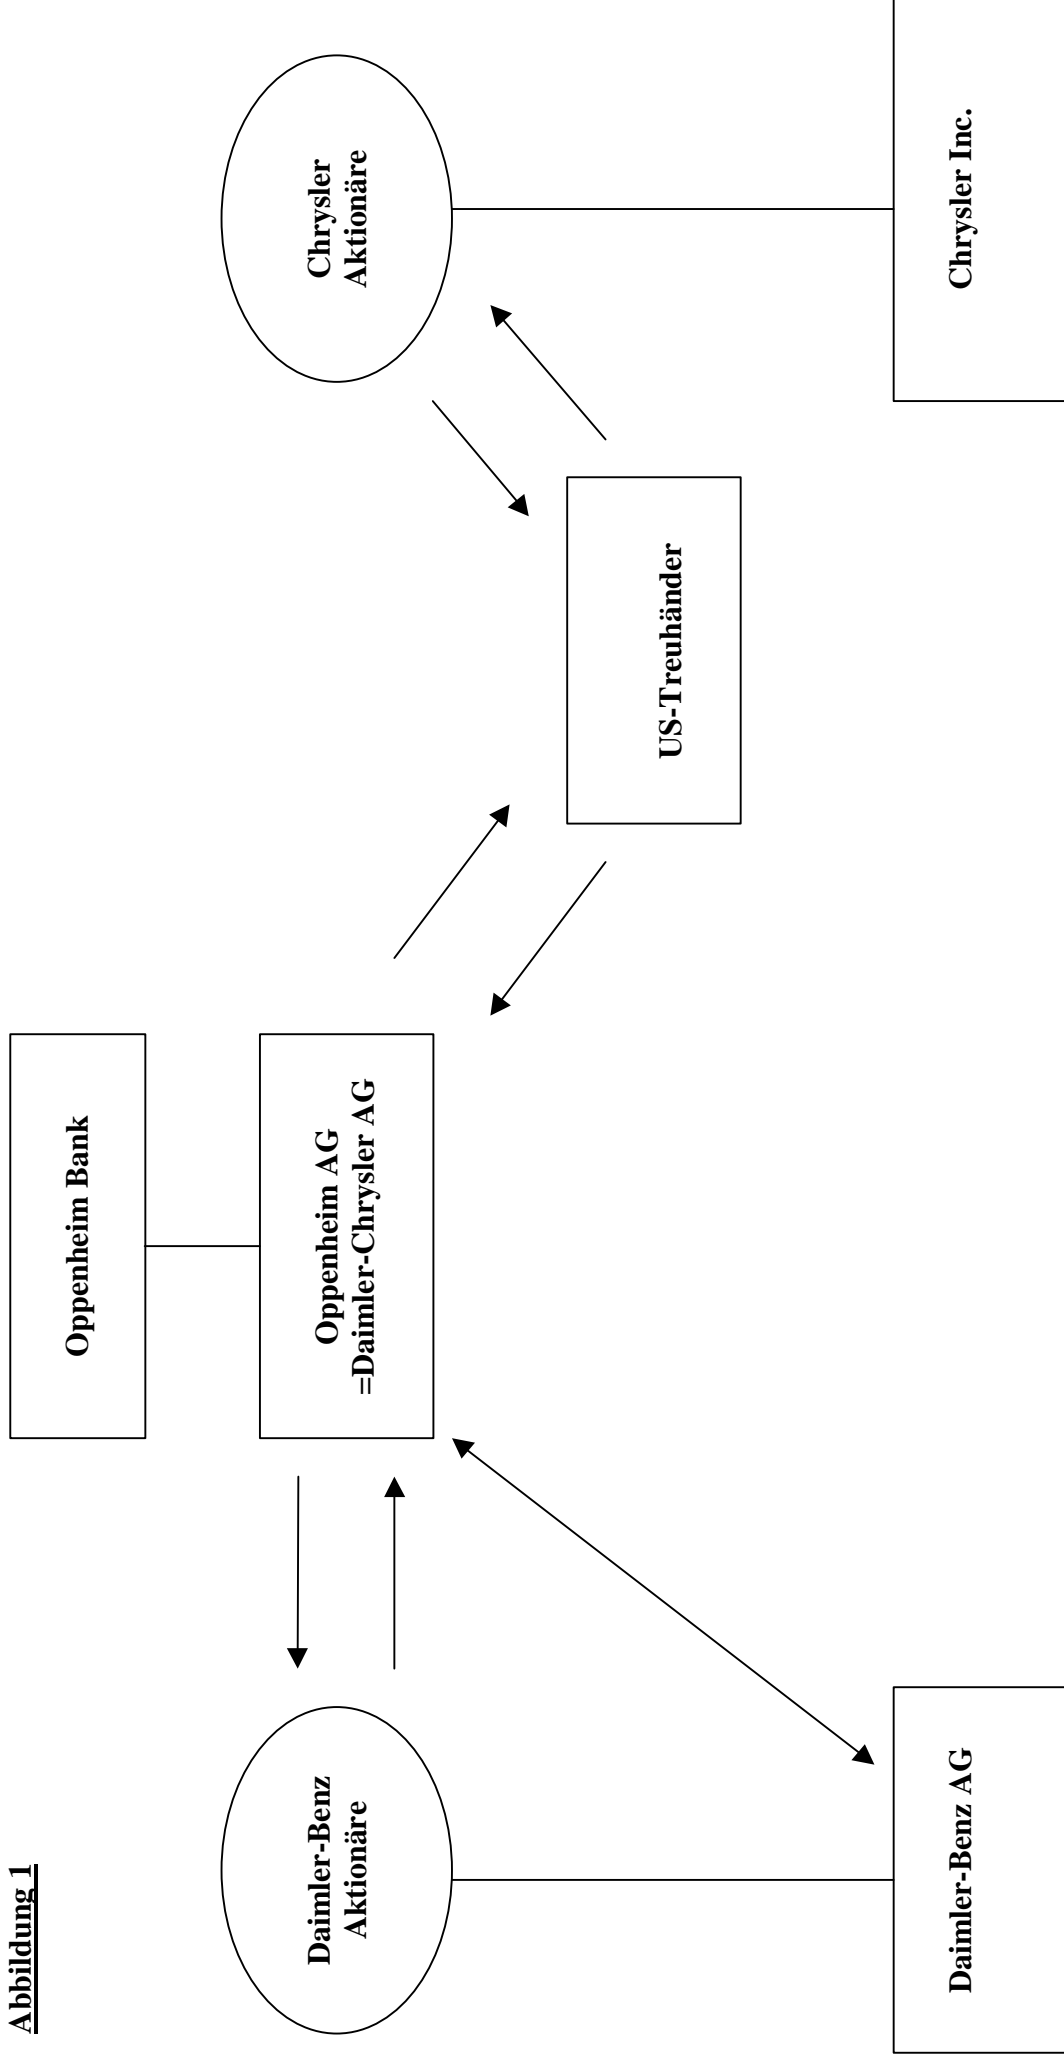 Abbildung 1
Oppenheim Bank
Daimler-Benz
Aktionäre
Oppenheim AG
=Daimler-Chrysler AG
Chrysler
Aktionäre
US-Treuhänder
Daimler-Benz AG
Chrysler Inc.